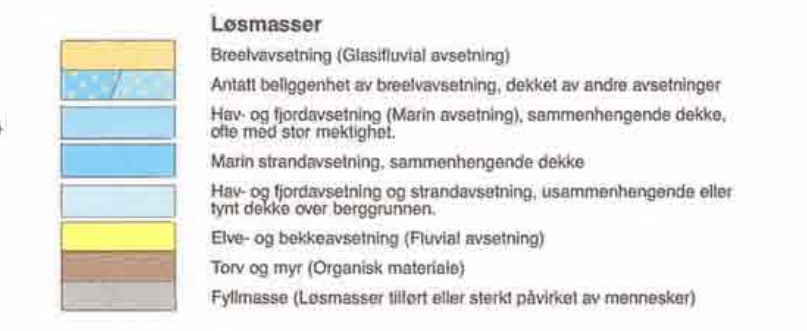 Løsmasser
Breelvavsetning (Glasifluvial avsetning)
Antatt beliggenhet av breelvavsetning, dekket av andre avsetninger
Hav- og fjordavsetning (Marin avsetning), sammenhengende dekke,
ofte med stor mektighet.
Marin strandavsetning, sammenhengende dekke
Hav- og fjordavsetning og strandavsetning, usammenhengende eller
tynt dekke over berggrunnen.
Elve- og bekkeavsetning (Fluvial avsetning)
Torv og myr (Organisk materiale)
Fyllmasse (Løsmasser tilført eller sterkt påvirket av mennesker)